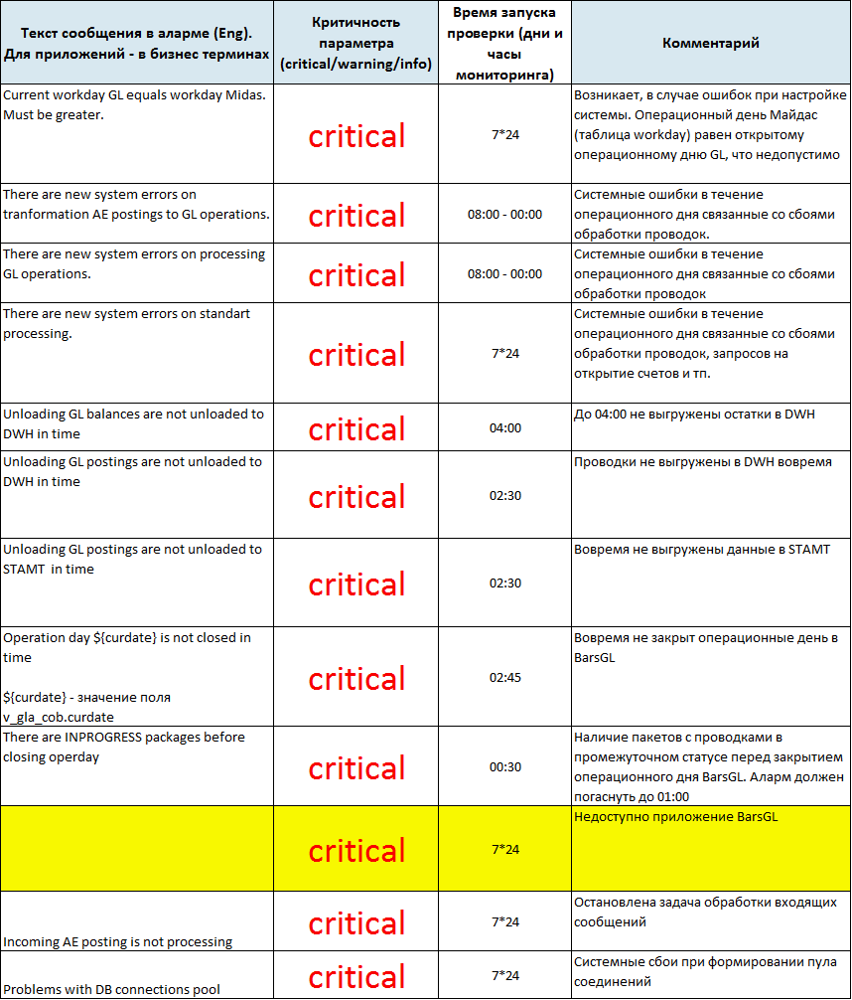 Текст сообщения в аларме (Eng).
Для приложений - в бизнес терминах
Критичность
параметра
(critical/warning/info)
Время запуска
проверки (дни и
часы
мониторинга)
Комментарий
Current workday GL equals workday Midas.
Must be greater.
critical
7*24
Возникает, в случае ошибок при настройке
системы. Операционный день Майдас
(таблица workday) равен открытому
операционному дню GL, что недопустимо
There are new system errors on
tranformation AE postings to GL operations.
critical
08:00 - 00:00
Системные ошибки в течение
операционного дня связанные со сбоями
обработки проводок.
There are new system errors on processing
GL operations.
critical
08:00 - 00:00
Системные ошибки в течение
операционного дня связанные со сбоями
обработки проводок
There are new system errors on standart
processing.
critical
7*24
Системные ошибки в течение
операционного дня связанные со сбоями
обработки проводок, запросов на
открытие счетов и тп.
Unloading GL balances are not unloaded to
DWH in time
critical
04:00
До 04:00 не выгружены остатки в DWH
Unloading GL postings are not unloaded to
DWH in time
critical
02:30
Проводки не выгружены в DWH вовремя
Unloading GL postings are not unloaded to
STAMT  in time
critical
02:30
Вовремя не выгружены данные в STAMT
Operation day ${curdate} is not closed in
time
${curdate} - значение поля
v_gla_cob.curdate
critical
02:45
Вовремя не закрыт операционные день в
BarsGL
There are INPROGRESS packages before
closing operday
critical
00:30
Наличие пакетов с проводками в
промежуточном статусе перед закрытием
операционного дня BarsGL. Аларм должен
погаснуть до 01:00
critical
7*24
Недоступно приложение BarsGL
Incoming AE posting is not processing
critical
7*24
Остановлена задача обработки входящих
сообщений
Problems with DB connections pool
critical
7*24
Системные сбои при формировании пула
соединений